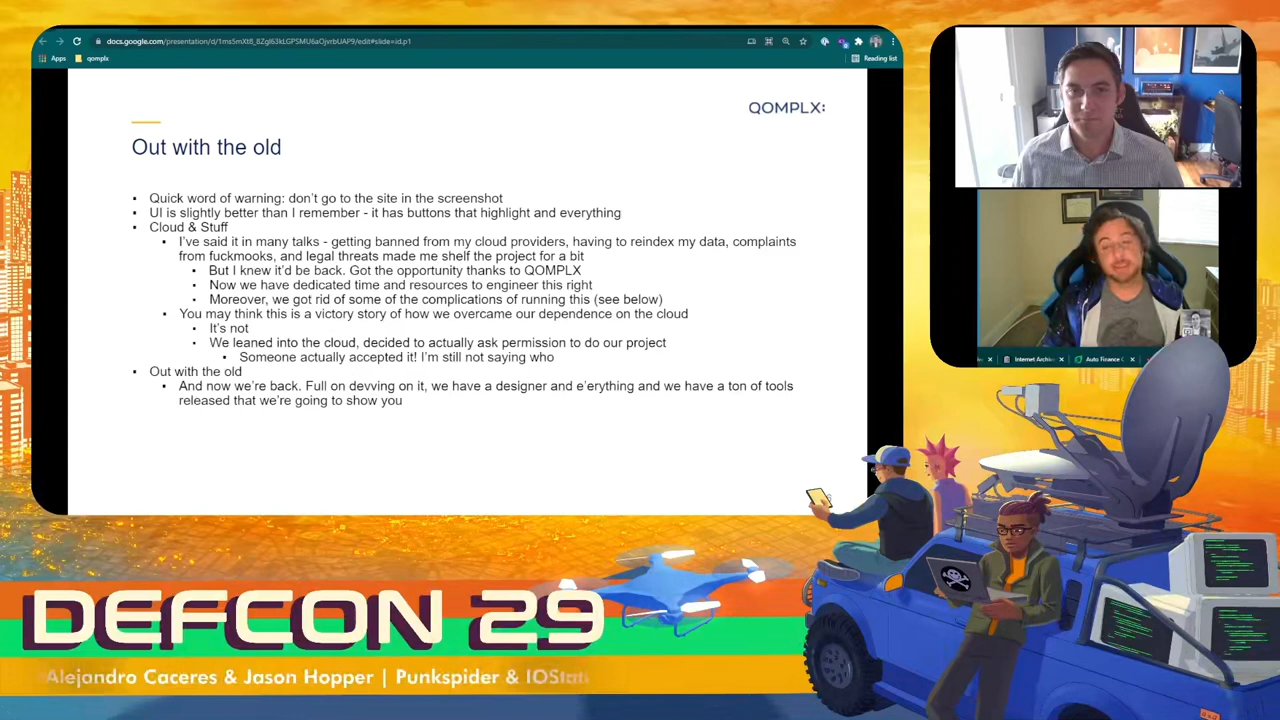 docs.google.com/presentation/d/1ms5mXt8_8Zgl63kLGPSMU6aOjvrbUAP9/edit#slide=id.p1
Apps
qomplx
Reading list
QOMPLX:
Out with the old
▪ Quick word of warning: don’t go to the site in the screenshot
▪ UI is slightly better than I remember - it has buttons that highlight and everything
▪ Cloud & Stuff
▪ I’ve said it in many talks - getting banned from my cloud providers, having to reindex my data, complaints
from fuckmooks, and legal threats made me shelf the project for a bit
▪ But I knew it’d be back. Got the opportunity thanks to QOMPLX
▪ Now we have dedicated time and resources to engineer this right
▪ Moreover, we got rid of some of the complications of running this (see below)
▪ You may think this is a victory story of how we overcame our dependence on the cloud
▪ It’s not
▪ We leaned into the cloud, decided to actually ask permission to do our project
▪ Someone actually accepted it! I’m still not saying who
▪ Out with the old
▪ And now we’re back. Full on devving on it, we have a designer and e’erything and we have a ton of tools
released that we’re going to show you
Internet Archiv
Auto Finance C
DEFCON 29
Alejandro Caceres & Jason Hopper | Punkspider & IOStati